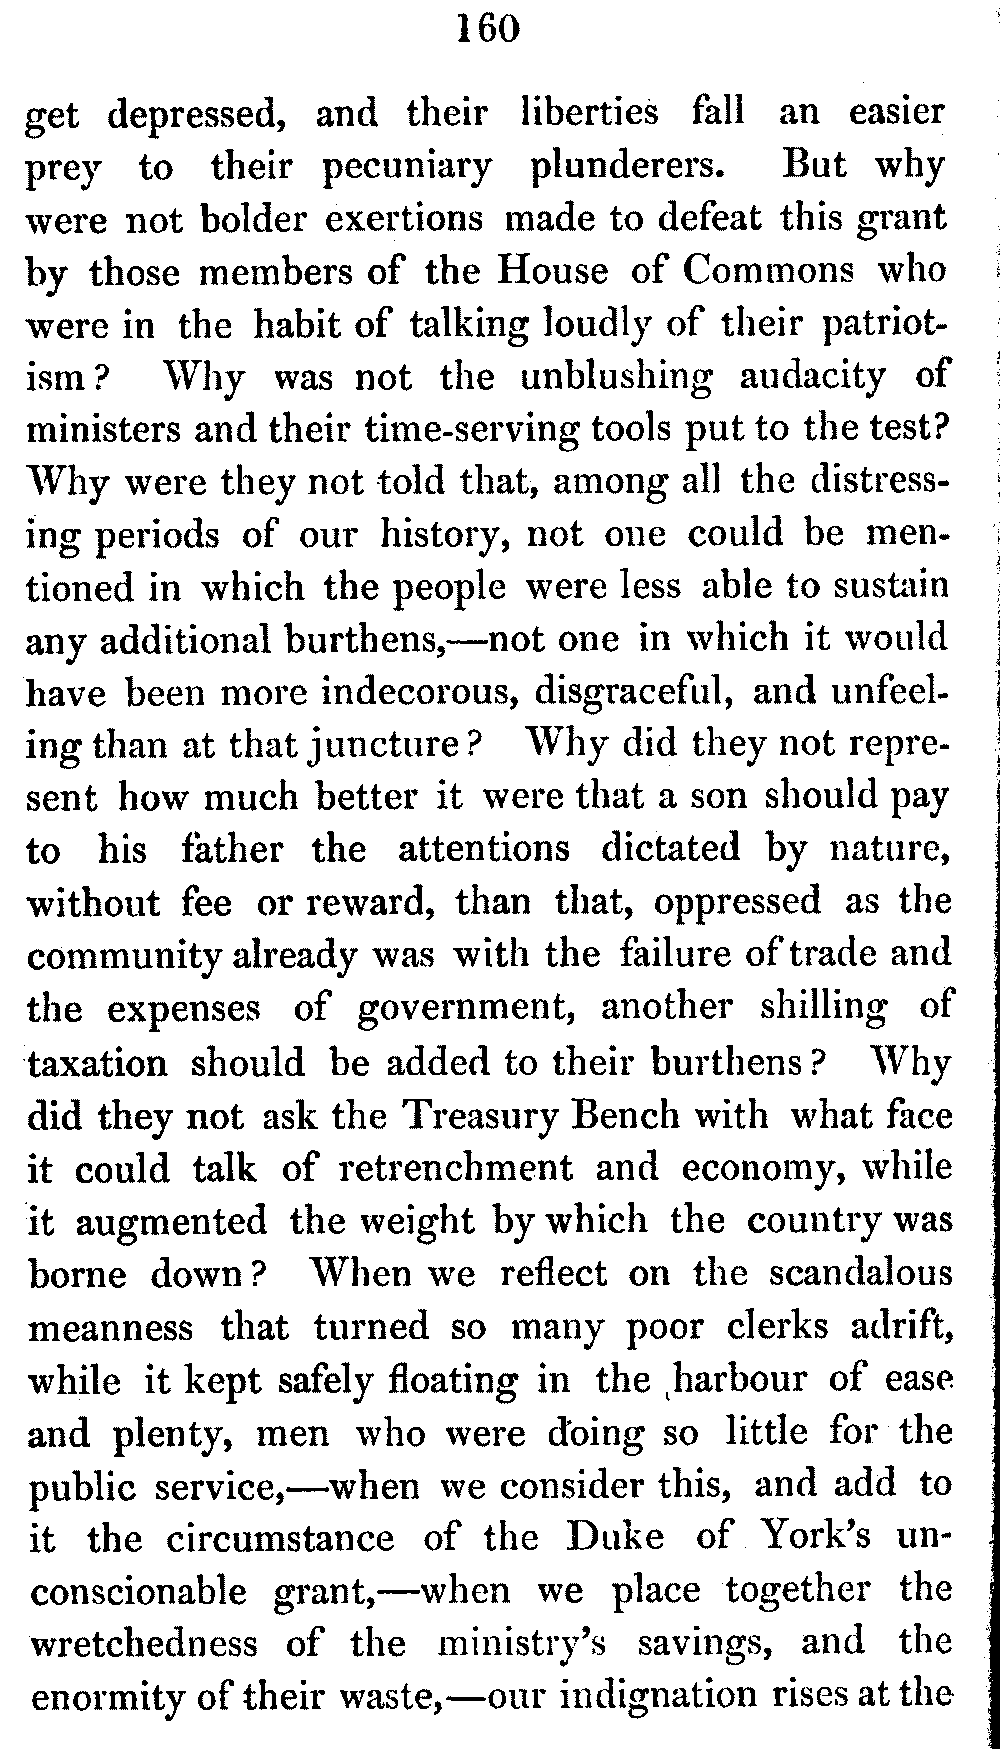 160
get depressed, and their liberties fall an easier
prey to their pecuniary plunderers. But why
were not bolder exertions made to defeat this grant
by those members of the House of Commons who
were in the habit of talking loudly of their patriot-
ism? Why was not the unblushing audacity of
ministers and their time-serving tools put to the test?
Why were they not told that, among all the distress-
ing periods of our history, not one could be men-
tioned in which the people were less able to sustain
any additional burthens,—not one in which it would
have been more indecorous, disgraceful, and unfeel-
ing than at that juncture? Why did they not repre-
sent how much better it were that a son should pay
to his father the attentions dictated by nature,
without fee or reward, than that, oppressed as the
community already was with the failure of trade and
the expenses of government, another shilling of
taxation should be added to their burthens? Why
did they not ask the Treasury Bench with what face
it could talk of retrenchment and economy, while
it augmented the weight by which the country was
borne down? When we reflect on the scandalous
meanness that turned so many poor clerks adrift,
while it kept safely floating in the harbour of ease
and plenty, men who were doing so little for the
public service,—when we consider this, and add to
it the circumstance of the Duke of York's un-
conscionable grant,—when we place together the
wretchedness of the ministry's savings, and the
enormity of their waste,—our indignation rises at the